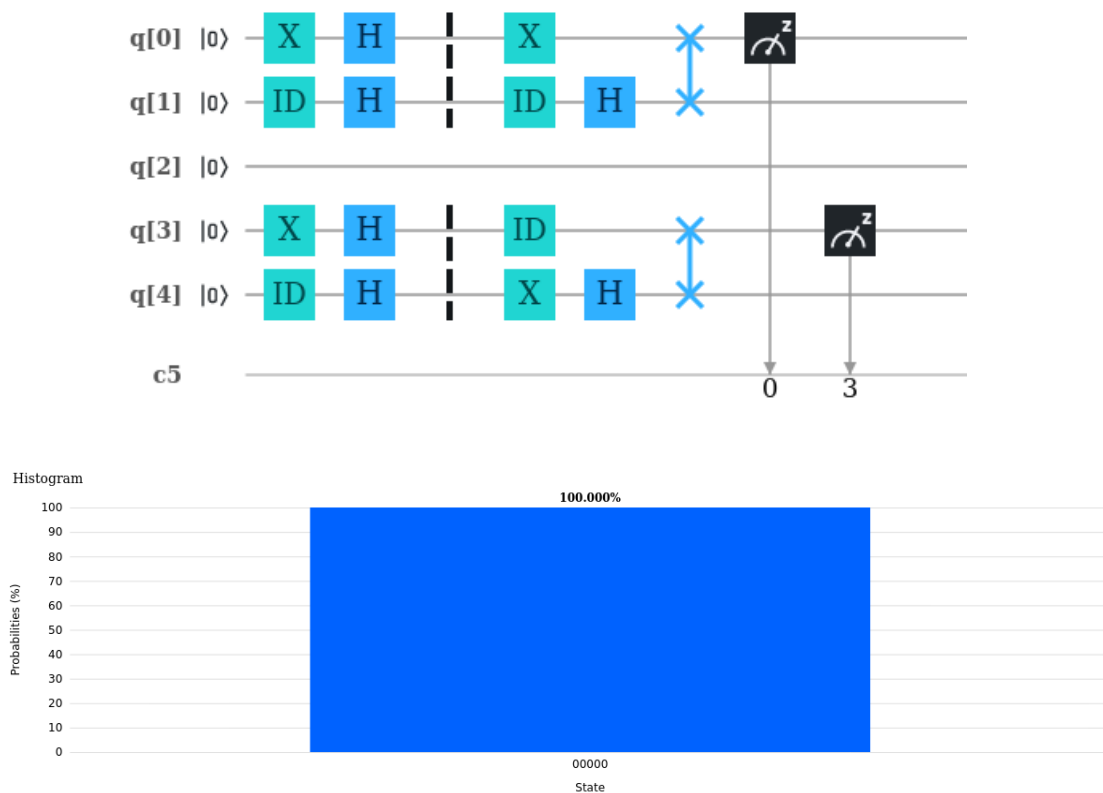 q[0] |0⟩ X H X z
q[1] |0⟩ ID H ID H
q[2] |0⟩
q[3] |0⟩ X H ID z
q[4] |0⟩ ID H X H
c5
0 3
Histogram
100.000%
100
90
80
70
60
50
40
30
20
10
0
Probabilities (%)
00000
State